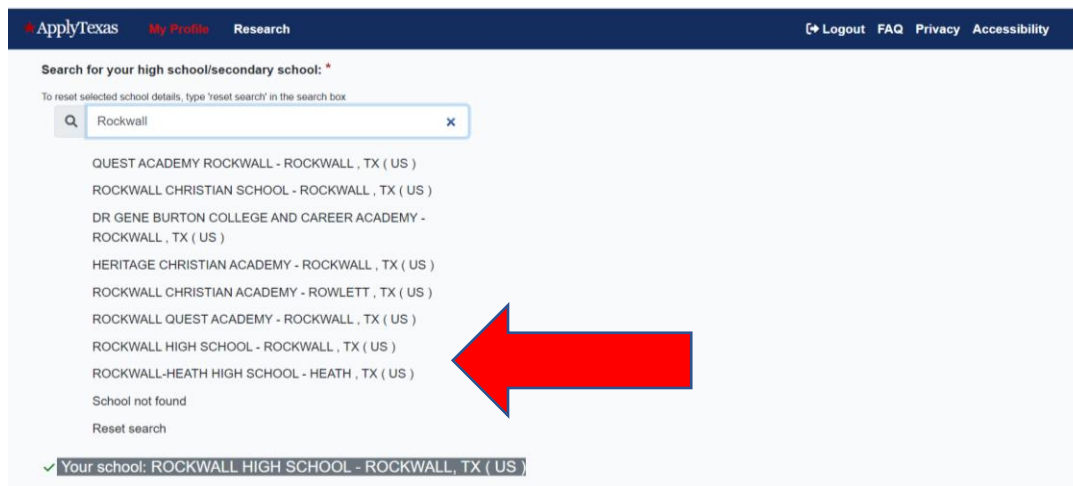 ApplyTexas My Profile Research Logout FAQ Privacy Accessibility
Search for your high school/secondary school: *
To reset selected school details, type 'reset search' in the search box
Rockwall
QUEST ACADEMY ROCKWALL - ROCKWALL , TX ( US )
ROCKWALL CHRISTIAN SCHOOL - ROCKWALL , TX ( US )
DR GENE BURTON COLLEGE AND CAREER ACADEMY -
ROCKWALL , TX ( US )
HERITAGE CHRISTIAN ACADEMY - ROCKWALL , TX ( US )
ROCKWALL CHRISTIAN ACADEMY - ROWLETT , TX ( US )
ROCKWALL QUEST ACADEMY - ROCKWALL , TX ( US )
ROCKWALL HIGH SCHOOL - ROCKWALL , TX ( US )
ROCKWALL-HEATH HIGH SCHOOL - HEATH , TX ( US )
School not found
Reset search
Your school: ROCKWALL HIGH SCHOOL - ROCKWALL, TX ( US )